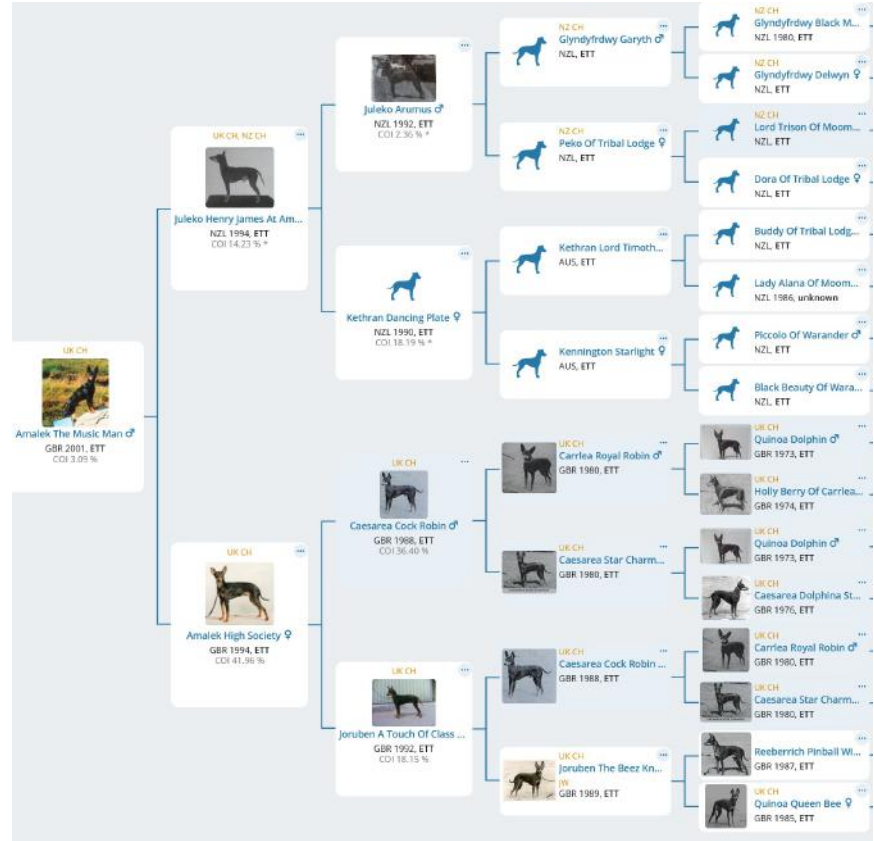 UK CH
Amalek The Music Man ♂
GBR 2001, ETT
COI 3.09 %
UK CH, NZ CH
Juleko Henry James At Am...
NZL 1994, ETT
COI 14.23 % *
UK CH
Amalek High Society ♀
GBR 1994, ETT
COI 41.96 %
Juleko Arumus ♂
NZL 1992, ETT
COI 2.36 % *
Kethran Dancing Plate ♀
NZL 1990, ETT
COI 18.19 % *
UK CH
Caesarea Cock Robin ♂
GBR 1988, ETT
COI 36.40 %
UK CH
Joruben A Touch Of Class ...
GBR 1992, ETT
COI 18.15 %
NZ CH
Glyndyfrdwy Garyth ♂
NZL, ETT
NZ CH
Peko Of Tribal Lodge ♀
NZL, ETT
Kethran Lord Timoth...
AUS, ETT
Kennington Starlight ♀
AUS, ETT
UK CH
Carrlea Royal Robin ♂
GBR 1980, ETT
UK CH
Caesarea Star Charm...
GBR 1980, ETT
UK CH
Caesarea Cock Robin ...
GBR 1988, ETT
UK CH
Joruben The Beez Kn...
JW
GBR 1989, ETT
NZ CH
Glyndyfrdwy Black M...
NZL 1980, ETT
NZ CH
Glyndyfrdwy Delwyn ♀
NZL, ETT
NZ CH
Lord Trison Of Moom...
NZL, ETT
Dora Of Tribal Lodge ♀
NZL, ETT
Buddy Of Tribal Lodg...
NZL, ETT
Lady Alana Of Moom...
NZL 1986, unknown
Piccolo Of Warander ♂
NZL, ETT
Black Beauty Of Wara...
NZL, ETT
UK CH
Quinoa Dolphin ♂
GBR 1973, ETT
UK CH
Holly Berry Of Carrlea...
GBR 1974, ETT
UK CH
Quinoa Dolphin ♂
GBR 1973, ETT
UK CH
Caesarea Dolphina St...
GBR 1976, ETT
UK CH
Carrlea Royal Robin ♂
GBR 1980, ETT
UK CH
Caesarea Star Charm...
GBR 1980, ETT
Reeberrich Pinball Wi...
GBR 1987, ETT
UK CH
Quinoa Queen Bee ♀
GBR 1985, ETT